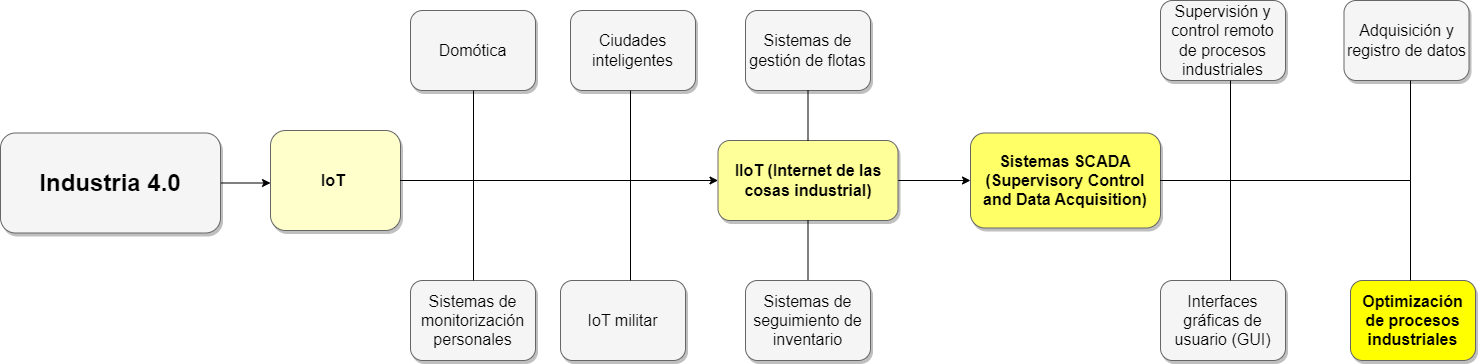 Industria 4.0
IoT
Domótica
Sistemas de
monitorización
personales
Ciudades
inteligentes
IoT militar
Sistemas de
gestión de flotas
IIoT (Internet de las
cosas industrial)
Sistemas de
seguimiento de
inventario
Sistemas SCADA
(Supervisory Control
and Data Acquisition)
Supervisión y
control remoto
de procesos
industriales
Interfaces
gráficas de
usuario (GUI)
Adquisición y
registro de datos
Optimización
de procesos
industriales